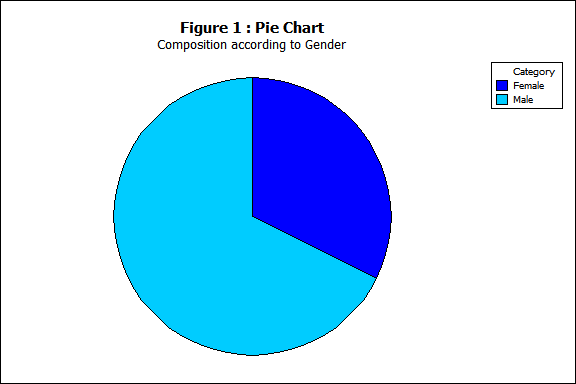 Figure 1 : Pie Chart
Composition according to Gender
Category
Female
Male